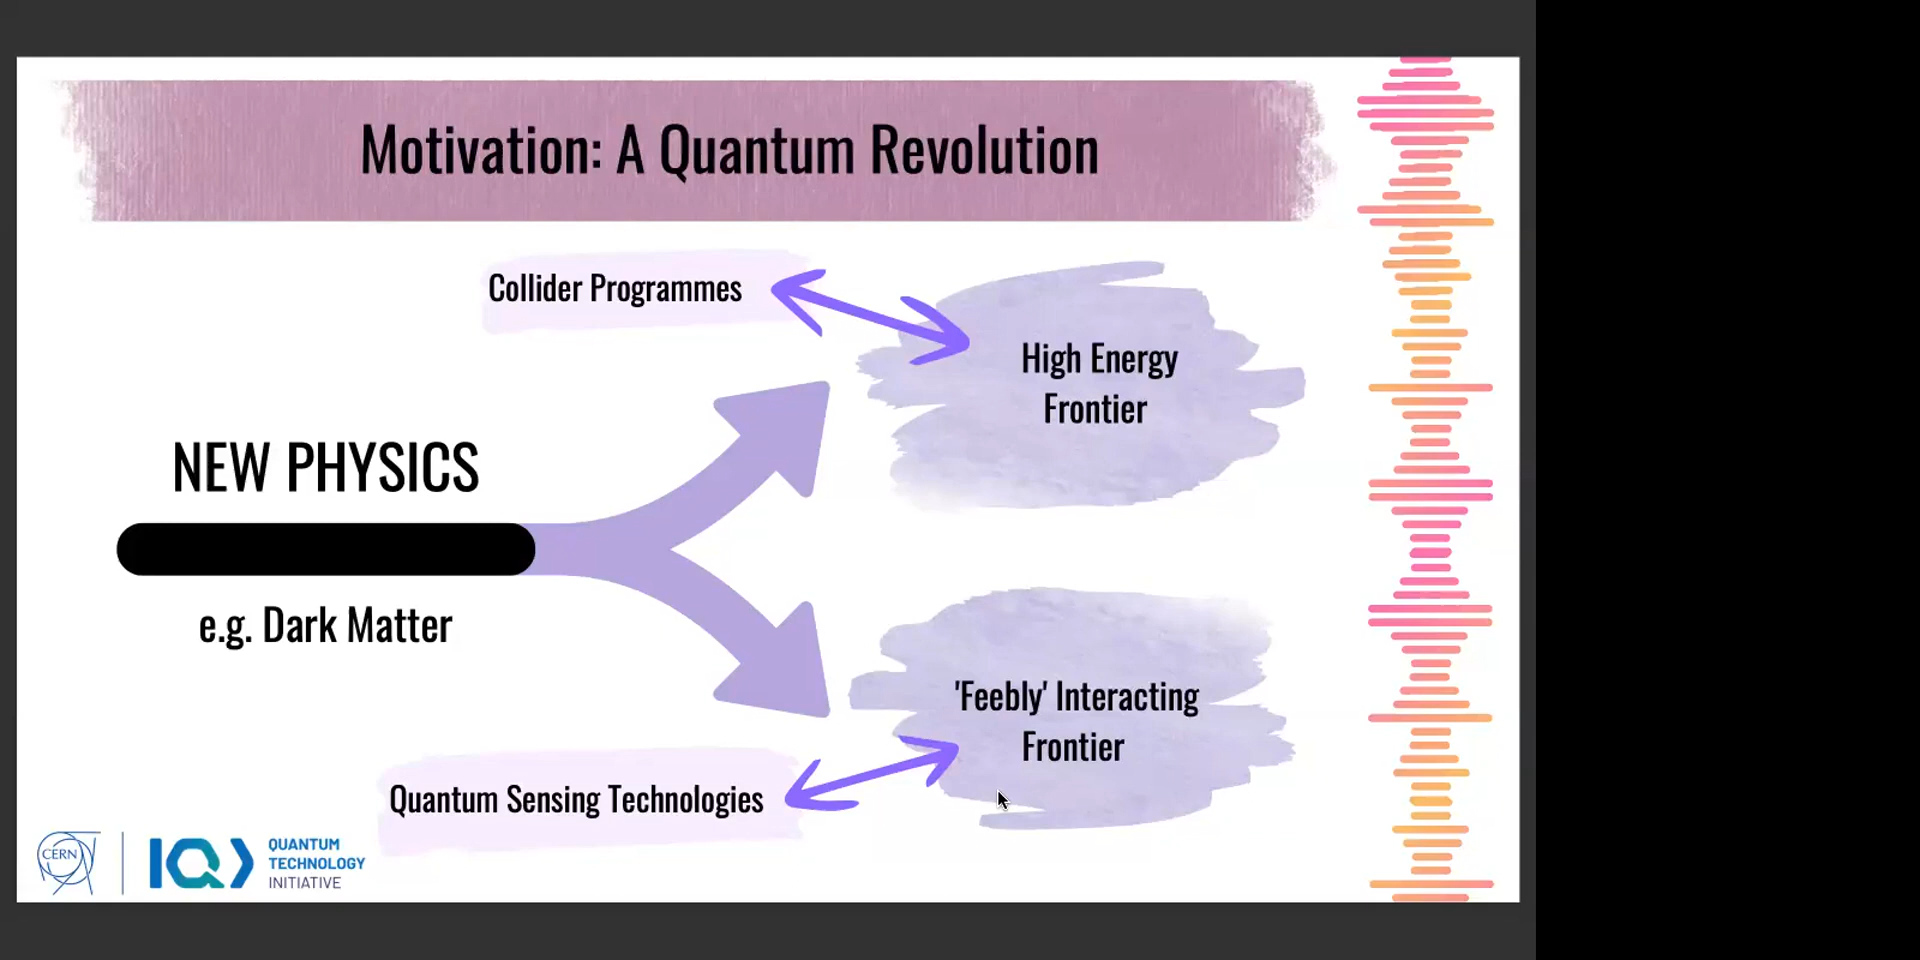 Motivation: A Quantum Revolution
Collider Programmes
High Energy
Frontier
NEW PHYSICS
e.g. Dark Matter
'Feebly' Interacting
Frontier
Quantum Sensing Technologies
CERN
QUANTUM
TECHNOLOGY
INITIATIVE